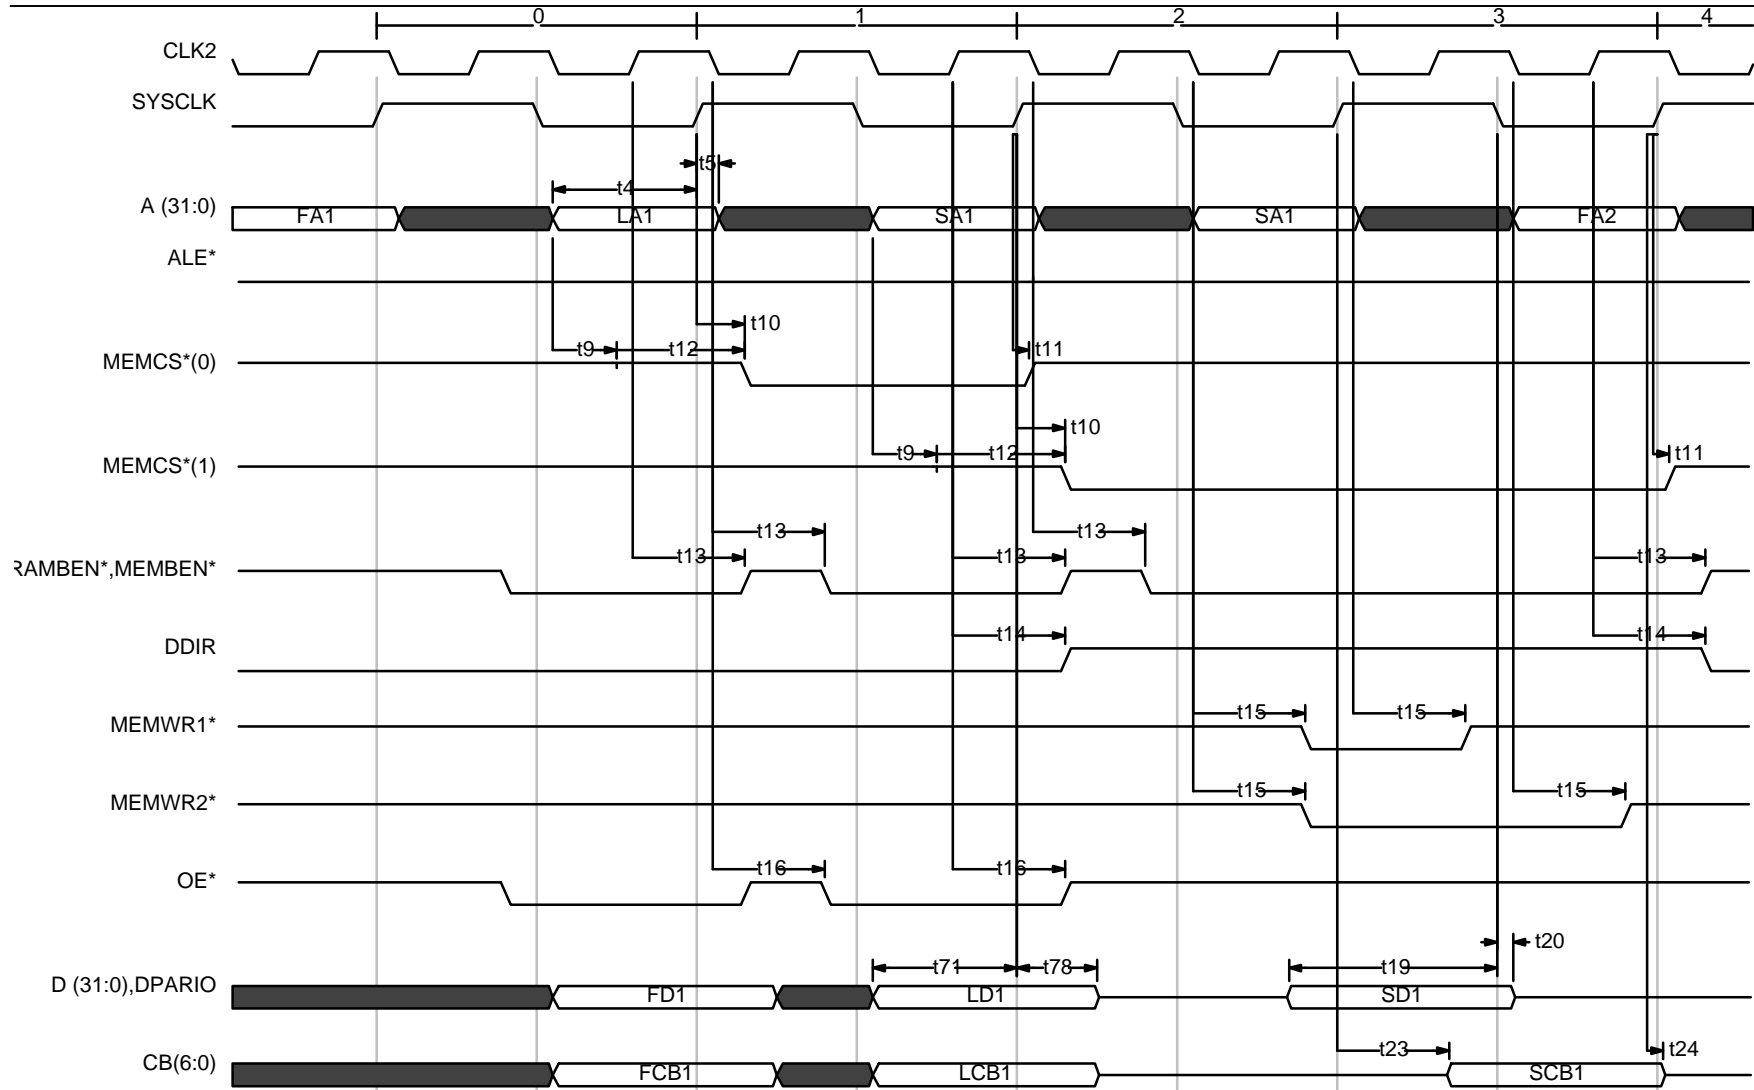 0 1 2 3 4
CLK2
SYSCLK
t5
t4
A (31:0) FA1 LA1 SA1 SA1 FA2
ALE*
t10
t9 t12 t11
MEMCS*(0)
t10
t9 t12 t11
MEMCS*(1)
t13 t13
t13 t13 t13
RAMBEN*,MEMBEN*
t14 t14
DDIR
t15 t15
MEMWR1*
t15 t15
MEMWR2*
t16 t16
OE*
t20
t71 t78 t19
D (31:0),DPARIO FD1 LD1 SD1
t23 t24
CB(6:0) FCB1 LCB1 SCB1